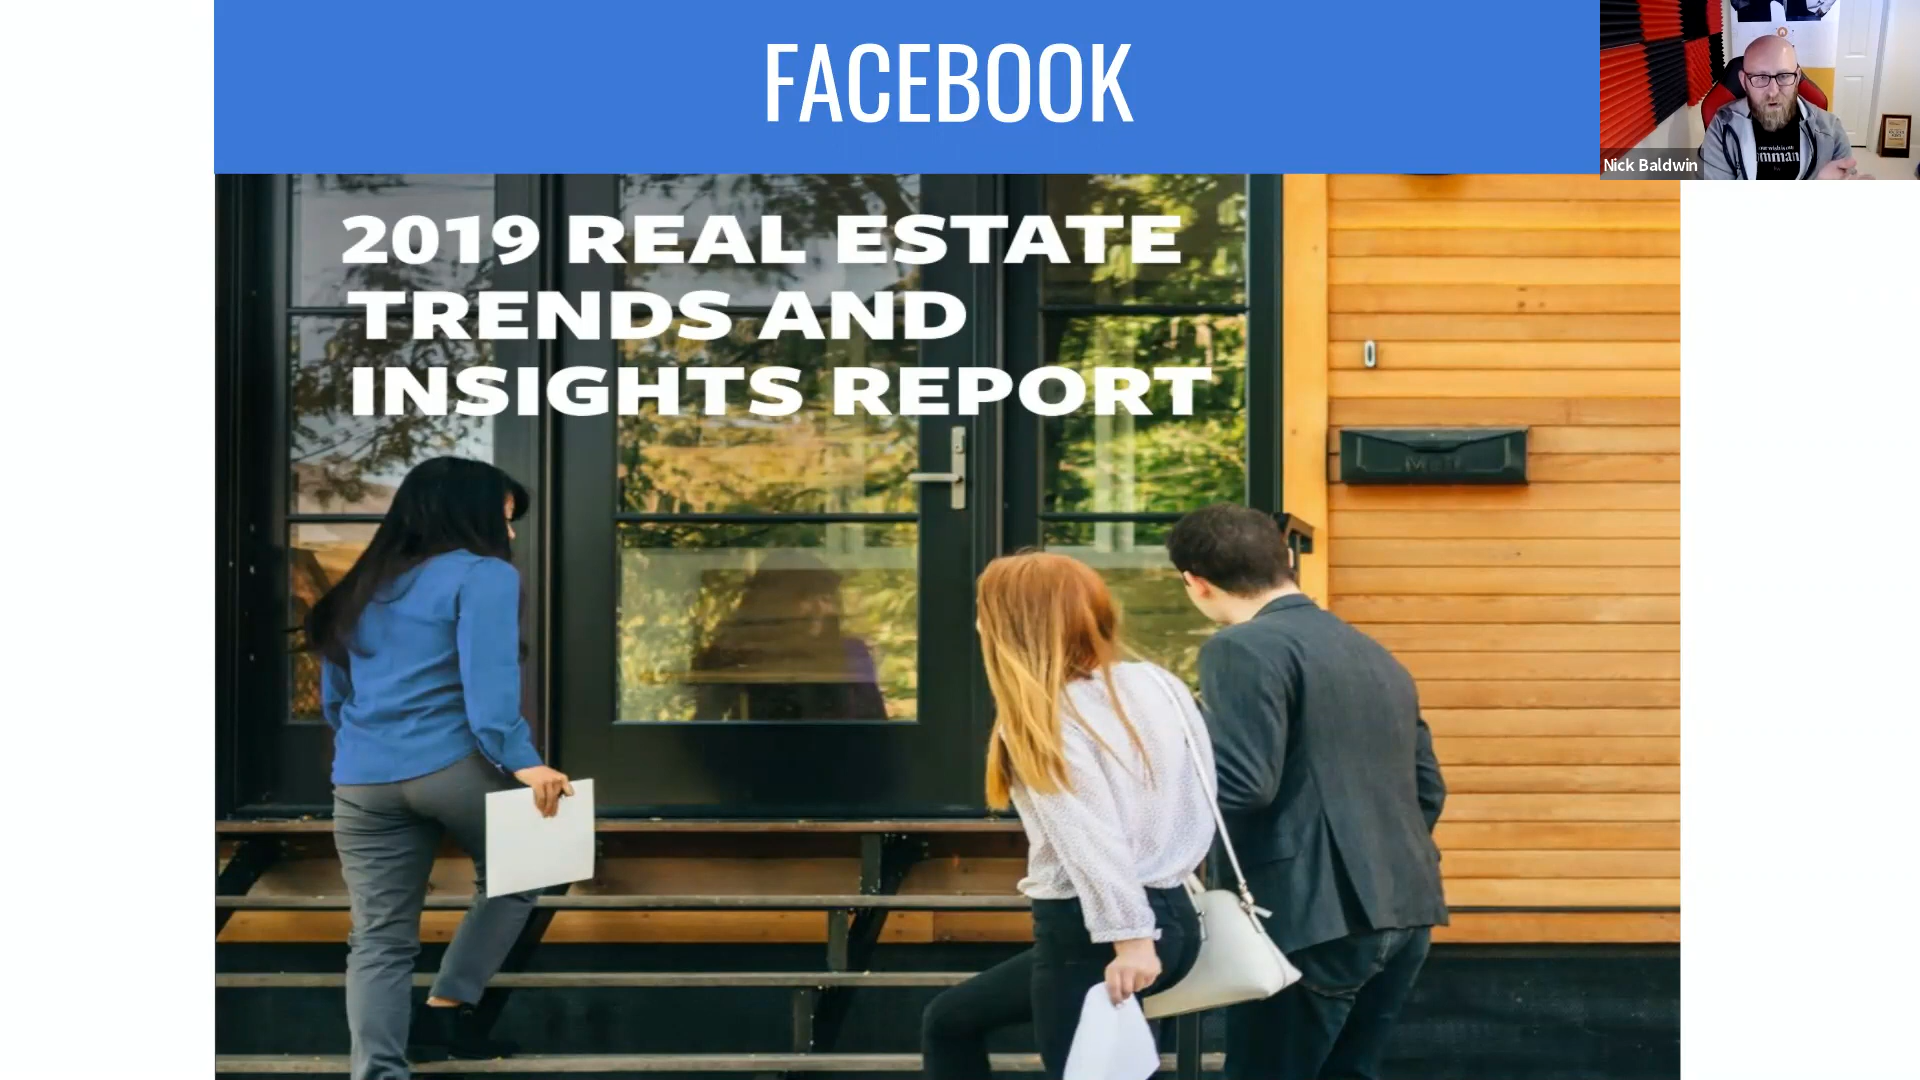 FACEBOOK
Nick Baldwin
2019 REAL ESTATE
TRENDS AND
INSIGHTS REPORT